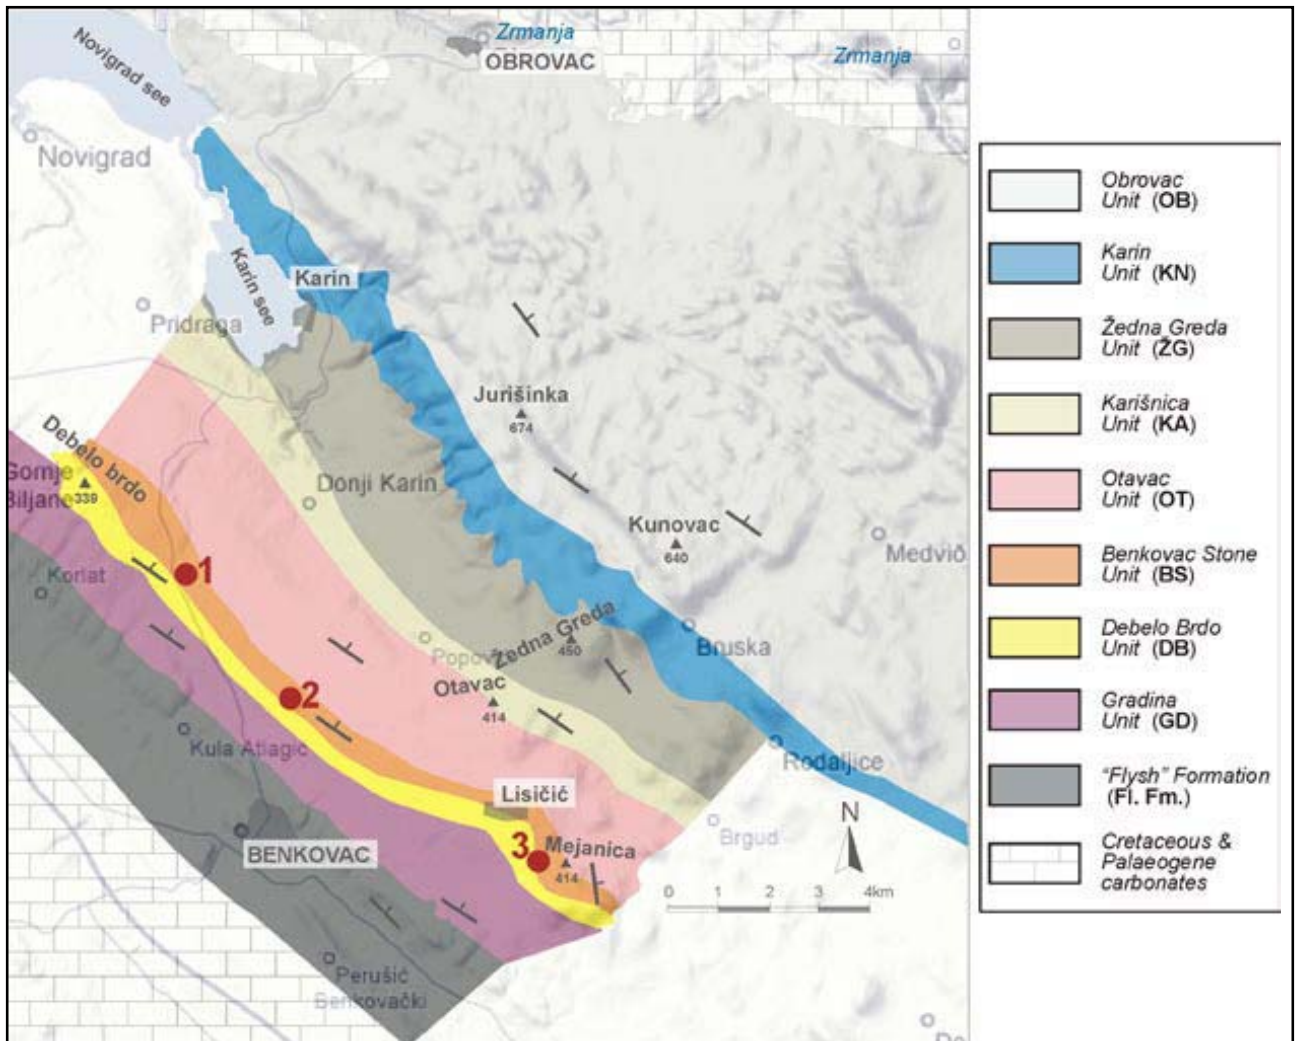 Novigrad see
Zrmanja
OBROVAC
Zrmanja
Novigrad
Karin see
Karin
Pridraga
Jurišinka
674
Debelo brdo
Gornje
Biljane
339
Donji Karin
Kunovac
640
Medvið
1
Korlat
Žedna Greda
450
Bruska
Otavac
414
2
Kula Atlagić
Rodaljice
Lisičić
Brgud
N
BENKOVAC
3
Mejanica
414
0 1 2 3 4km
Perušić
Benkovački
Obrovac
Unit (OB)
Karin
Unit (KN)
Žedna Greda
Unit (ŽG)
Karišnica
Unit (KA)
Otavac
Unit (OT)
Benkovac Stone
Unit (BS)
Debelo Brdo
Unit (DB)
Gradina
Unit (GD)
"Flysh" Formation
(Fl. Fm.)
Cretaceous &
Palaeogene
carbonates